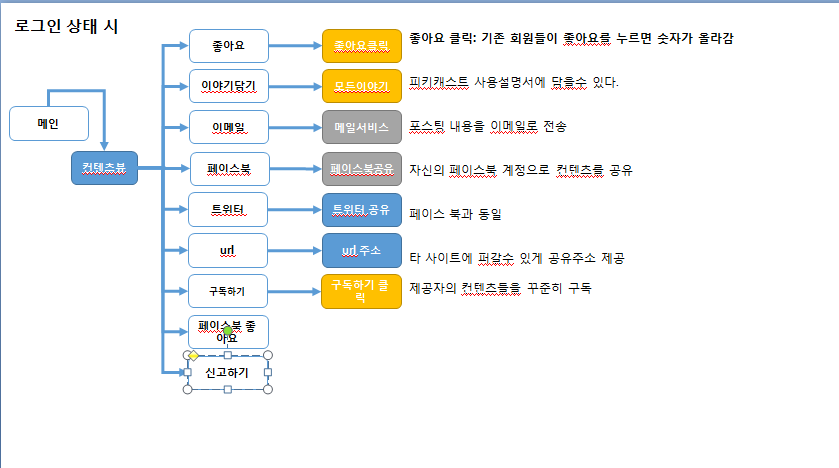 로그인 상태 시
좋아요 좋아요클릭 좋아요 클릭: 기존 회원들이 좋아요를 누르면 숫자가 올라감
이야기담기 모드이야기 피키캐스트 사용설명서에 담을수 있다.
메인
이메일 메일서비스 포스팅 내용을 이메일로 전송
컨텐츠뷰
페이스북 페이스북공유 자신의 페이스북 계정으로 컨텐츠를 공유
트위터 트위터 공유 페이스 북과 동일
url url 주소 타 사이트에 퍼갈수 있게 공유주소 제공
구독하기 구독하기 클
릭 제공자의 컨텐츠들을 꾸준히 구독
페이스북 좋
아요
신고하기